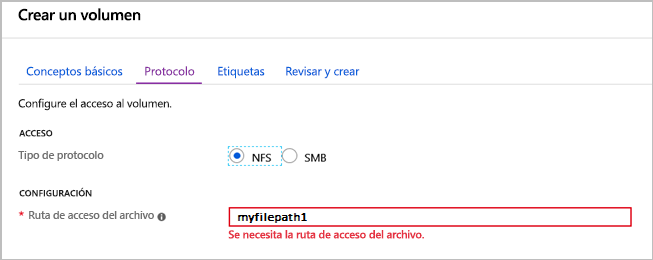 Crear un volumen
Conceptos básicos Protocolo Etiquetas Revisar y crear
Configure el acceso al volumen.
ACCESO
Tipo de protocolo NFS SMB
CONFIGURACIÓN
* Ruta de acceso del archivo myfilepath1
Se necesita la ruta de acceso del archivo.